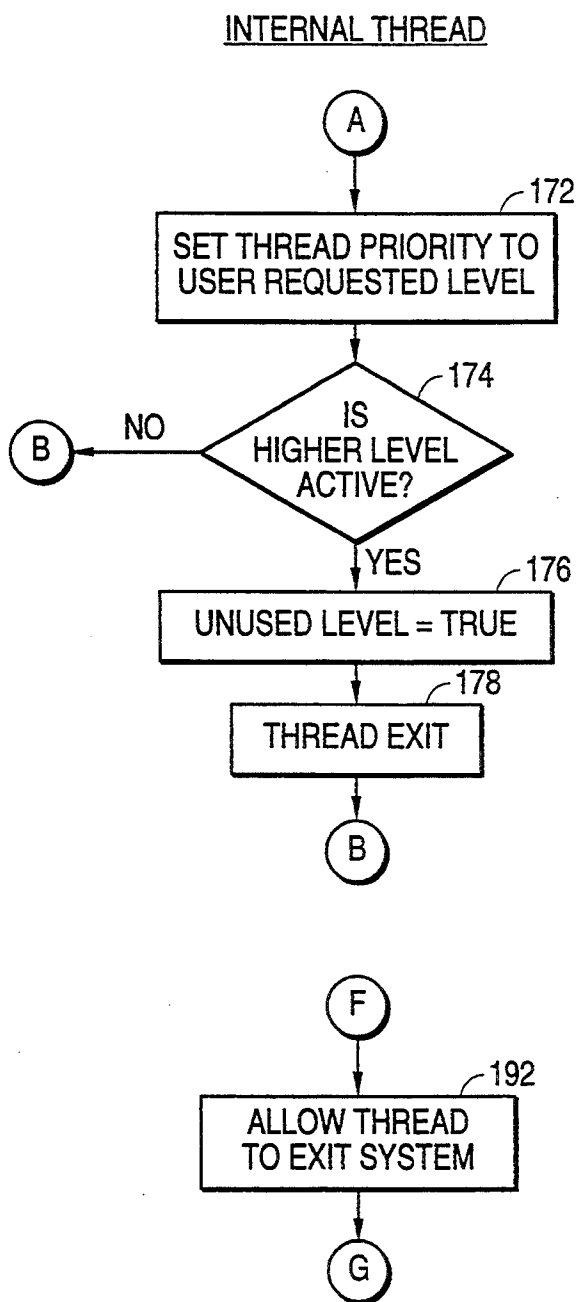 INTERNAL THREAD
A
172
SET THREAD PRIORITY TO
USER REQUESTED LEVEL
174
IS
HIGHER LEVEL
ACTIVE?
NO
B
YES
176
UNUSED LEVEL = TRUE
178
THREAD EXIT
B
F
192
ALLOW THREAD
TO EXIT SYSTEM
G